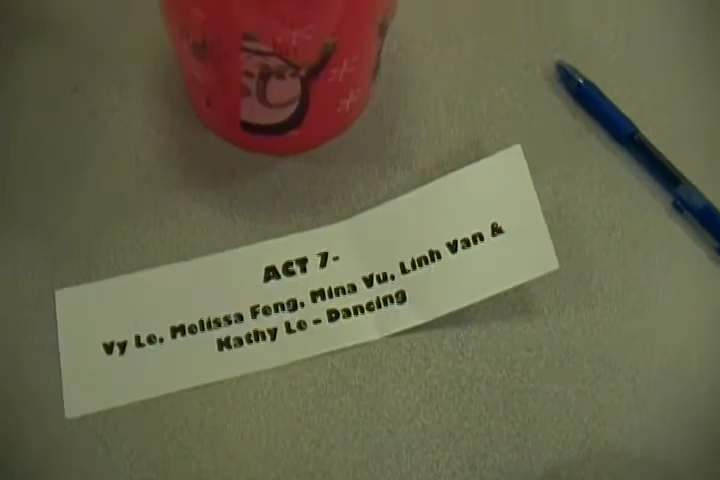 ACT 7-
Vy Le, Melissa Feng, Mina Vu, Linh Van &
Kathy Le - Dancing